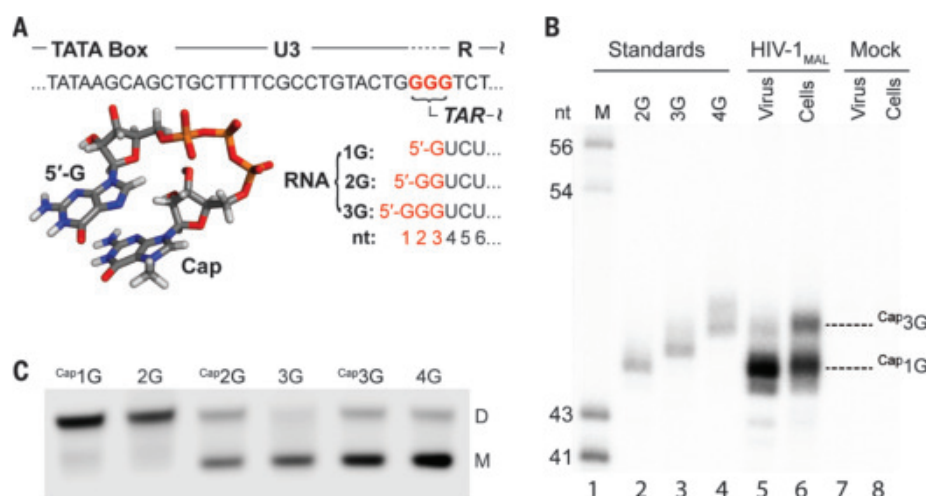 A
TATA Box U3 R
...TATAAGCAGCTGCTTTTCGCCTGTACTGGGGTCT...
TAR
5′-G
Cap
RNA
1G: 5′-GUCU...
2G: 5′-GGUCU...
3G: 5′-GGGUCU...
nt: 1 2 3 4 5 6...
B
Standards HIV-1MAL Mock
nt M 2G 3G 4G Virus Cells Virus Cells
56
54
Cap3G
Cap1G
43
41
1 2 3 4 5 6 7 8
C
Cap1G 2G Cap2G 3G Cap3G 4G
D
M